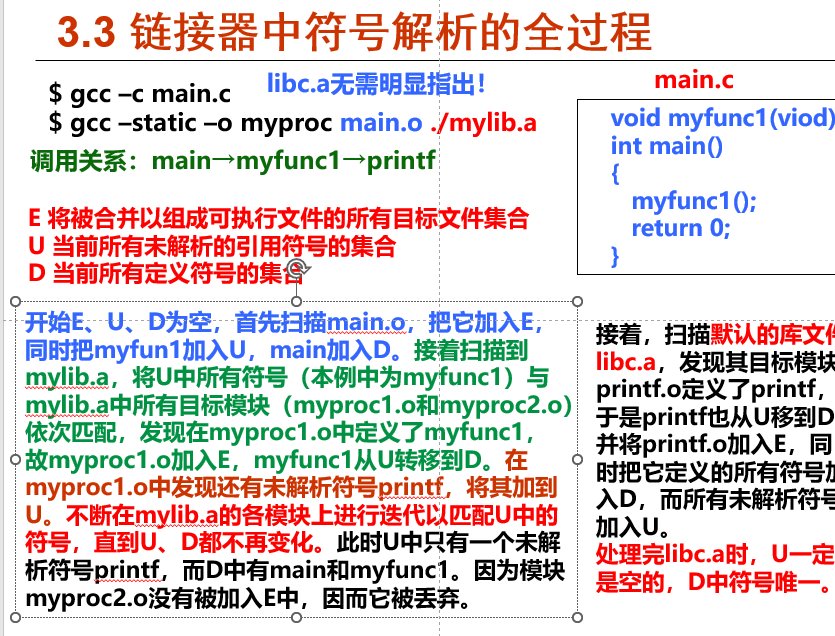 3.3 链接器中符号解析的全过程
$ gcc –c main.c
libc.a无需明显指出！
$ gcc –static –o myproc main.o ./mylib.a
调用关系：main→myfunc1→printf
E 将被合并以组成可执行文件的所有目标文件集合
U 当前所有未解析的引用符号的集合
D 当前所有定义符号的集合
main.c
void myfunc1(viod)
int main()
{
myfunc1();
return 0;
}
开始E、U、D为空，首先扫描main.o，把它加入E，
同时把myfun1加入U，main加入D。接着扫描到
mylib.a，将U中所有符号（本例中为myfunc1）与
mylib.a中所有目标模块（myproc1.o和myproc2.o）
依次匹配，发现在myproc1.o中定义了myfunc1，
故myproc1.o加入E，myfunc1从U转移到D。在
myproc1.o中发现还有未解析符号printf，将其加到
U。不断在mylib.a的各模块上进行迭代以匹配U中的
符号，直到U、D都不再变化。此时U中只有一个未解
析符号printf，而D中有main和myfunc1。因为模块
myproc2.o没有被加入E中，因而它被丢弃。
接着，扫描默认的库文件
libc.a，发现其目标模块
printf.o定义了printf，
于是printf也从U移到D
并将printf.o加入E，同
时把它定义的所有符号加
入D，而所有未解析符号
加入U。
处理完libc.a时，U一定
是空的，D中符号唯一。